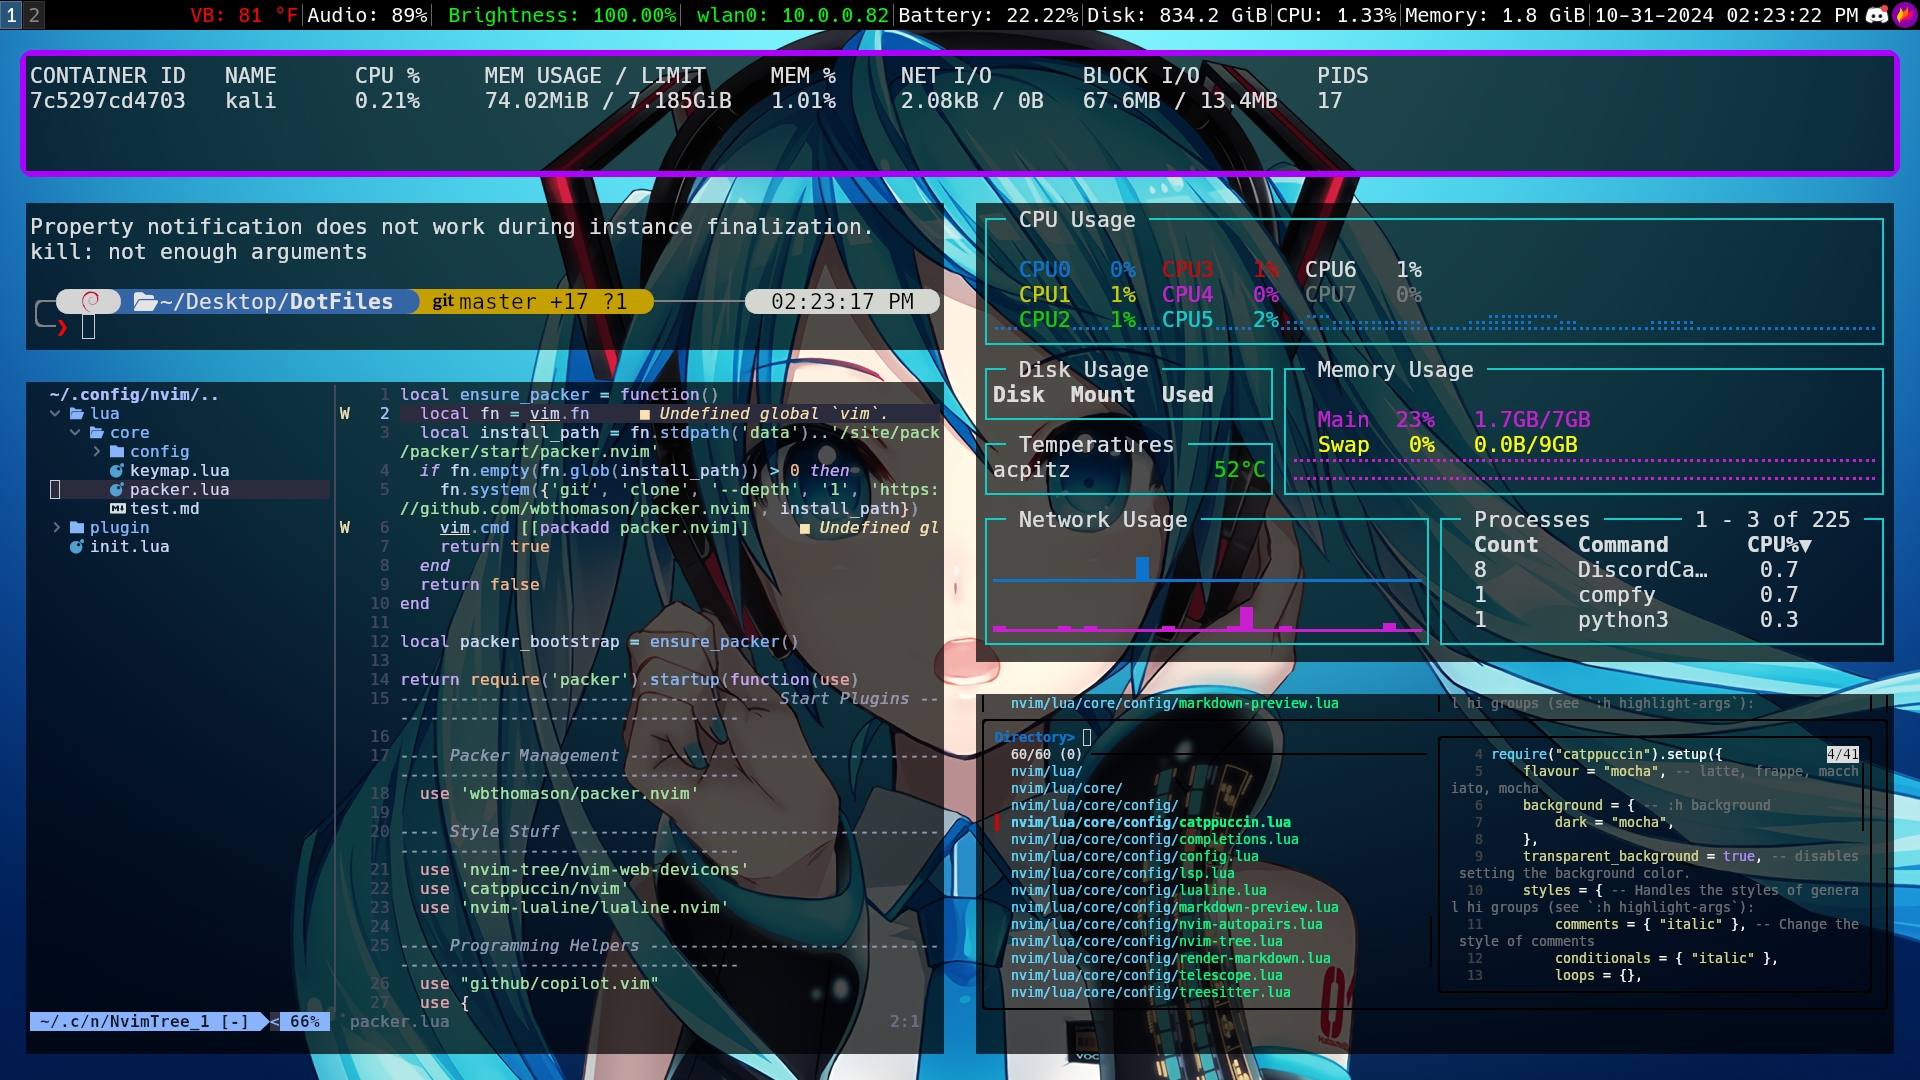 1 2 VB: 81 °F Audio: 89% Brightness: 100.00% wlan0: 10.0.0.82 Battery: 22.22% Disk: 834.2 GiB CPU: 1.33% Memory: 1.8 GiB 10-31-2024 02:23:22 PM
CONTAINER ID NAME CPU % MEM USAGE / LIMIT MEM % NET I/O BLOCK I/O PIDS
7c5297cd4703 kali 0.21% 74.02MiB / 7.185GiB 1.01% 2.08kB / 0B 67.6MB / 13.4MB 17
Property notification does not work during instance finalization.
kill: not enough arguments
~/Desktop/DotFiles git master +17 ?1 02:23:17 PM
❯
~/.config/nvim/..
lua
core
config
keymap.lua
packer.lua
test.md
plugin
init.lua
~/.c/n/NvimTree_1 [-] < 66%
1 local ensure_packer = function()
W 2 local fn = vim.fn ■ Undefined global `vim`.
3 local install_path = fn.stdpath('data')..'/site/pack
/packer/start/packer.nvim'
4 if fn.empty(fn.glob(install_path)) > 0 then
5 fn.system({'git', 'clone', '--depth', '1', 'https:
//github.com/wbthomason/packer.nvim', install_path})
W 6 vim.cmd [[packadd packer.nvim]] ■ Undefined gl
7 return true
8 end
9 return false
10 end
11
12 local packer_bootstrap = ensure_packer()
13
14 return require('packer').startup(function(use)
15 ------------------------------------- Start Plugins --
----------------------------------
16
17 ---- Packer Management -------------------------------
----------------------------------
18 use 'wbthomason/packer.nvim'
19
20 ---- Style Stuff -------------------------------------
----------------------------------
21 use 'nvim-tree/nvim-web-devicons'
22 use 'catppuccin/nvim'
23 use 'nvim-lualine/lualine.nvim'
24
25 ---- Programming Helpers -----------------------------
----------------------------------
26 use "github/copilot.vim"
27 use {
packer.lua 2:1
CPU Usage
CPU0 0% CPU3 1% CPU6 1%
CPU1 1% CPU4 0% CPU7 0%
CPU2 1% CPU5 2%
Disk Usage
Disk Mount Used
Temperatures
acpitz 52°C
Memory Usage
Main 23% 1.7GB/7GB
Swap 0% 0.0B/9GB
Network Usage
Processes 1 - 3 of 225
Count Command CPU%▼
8 DiscordCa… 0.7
1 compfy 0.7
1 python3 0.3
nvim/lua/core/config/markdown-preview.lua l hi groups (see `:h highlight-args`):
Directory>
60/60 (0)
nvim/lua/
nvim/lua/core/
nvim/lua/core/config/
nvim/lua/core/config/catppuccin.lua
nvim/lua/core/config/completions.lua
nvim/lua/core/config/config.lua
nvim/lua/core/config/lsp.lua
nvim/lua/core/config/lualine.lua
nvim/lua/core/config/markdown-preview.lua
nvim/lua/core/config/nvim-autopairs.lua
nvim/lua/core/config/nvim-tree.lua
nvim/lua/core/config/render-markdown.lua
nvim/lua/core/config/telescope.lua
nvim/lua/core/config/treesitter.lua
4 require("catppuccin").setup({ 4/41
5 flavour = "mocha", -- latte, frappe, macch
iato, mocha
6 background = { -- :h background
7 dark = "mocha",
8 },
9 transparent_background = true, -- disables
setting the background color.
10 styles = { -- Handles the styles of genera
l hi groups (see `:h highlight-args`):
11 comments = { "italic" }, -- Change the
style of comments
12 conditionals = { "italic" },
13 loops = {},
01
VOC